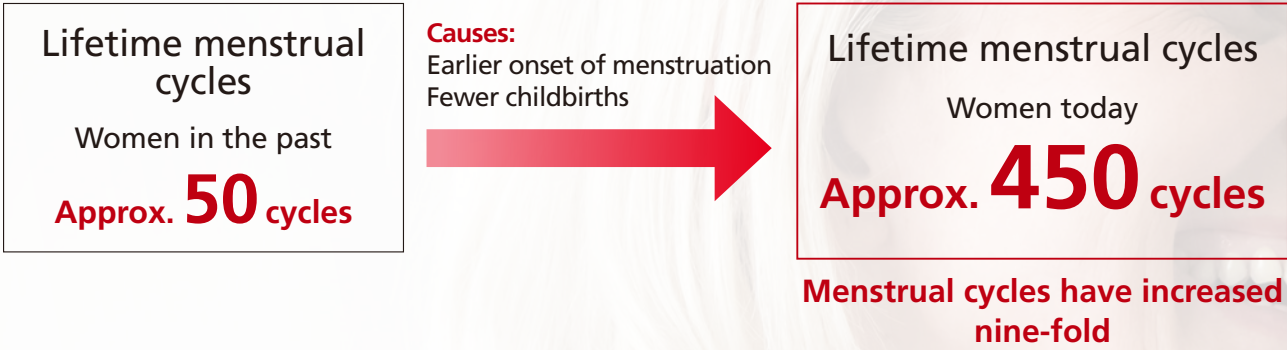 Lifetime menstrual
cycles
Women in the past
Approx. 50 cycles
Causes:
Earlier onset of menstruation
Fewer childbirths
Lifetime menstrual cycles
Women today
Approx. 450 cycles
Menstrual cycles have increased
nine-fold